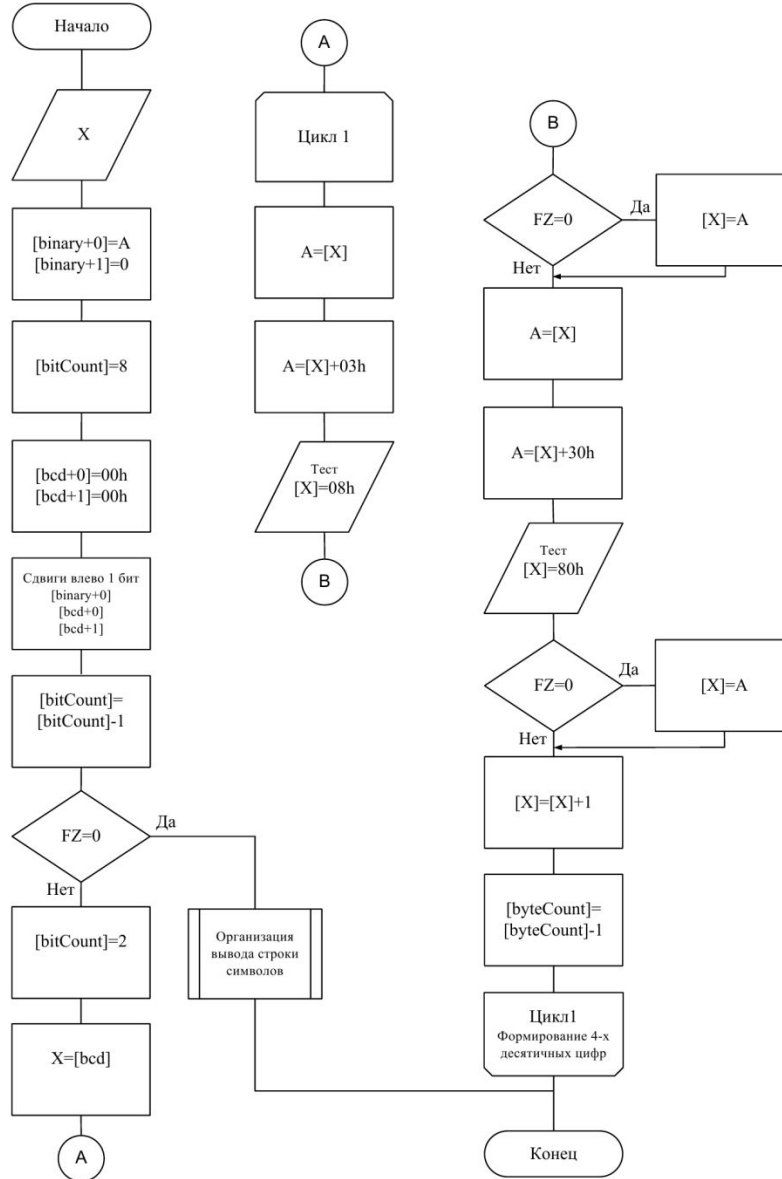 Начало
X
[binary+0]=A
[binary+1]=0
[bitCount]=8
[bcd+0]=00h
[bcd+1]=00h
Сдвиги влево 1 бит
[binary+0]
[bcd+0]
[bcd+1]
[bitCount]=
[bitCount]-1
FZ=0
Да
Нет
[bitCount]=2
Организация
вывода строки
символов
X=[bcd]
A
A
Цикл 1
A=[X]
A=[X]+03h
Тест
[X]=08h
B
B
FZ=0
Да
[X]=A
Нет
A=[X]
A=[X]+30h
Тест
[X]=80h
FZ=0
Да
[X]=A
Нет
[X]=[X]+1
[byteCount]=
[byteCount]-1
Цикл1
Формирование 4-х
десятичных цифр
Конец